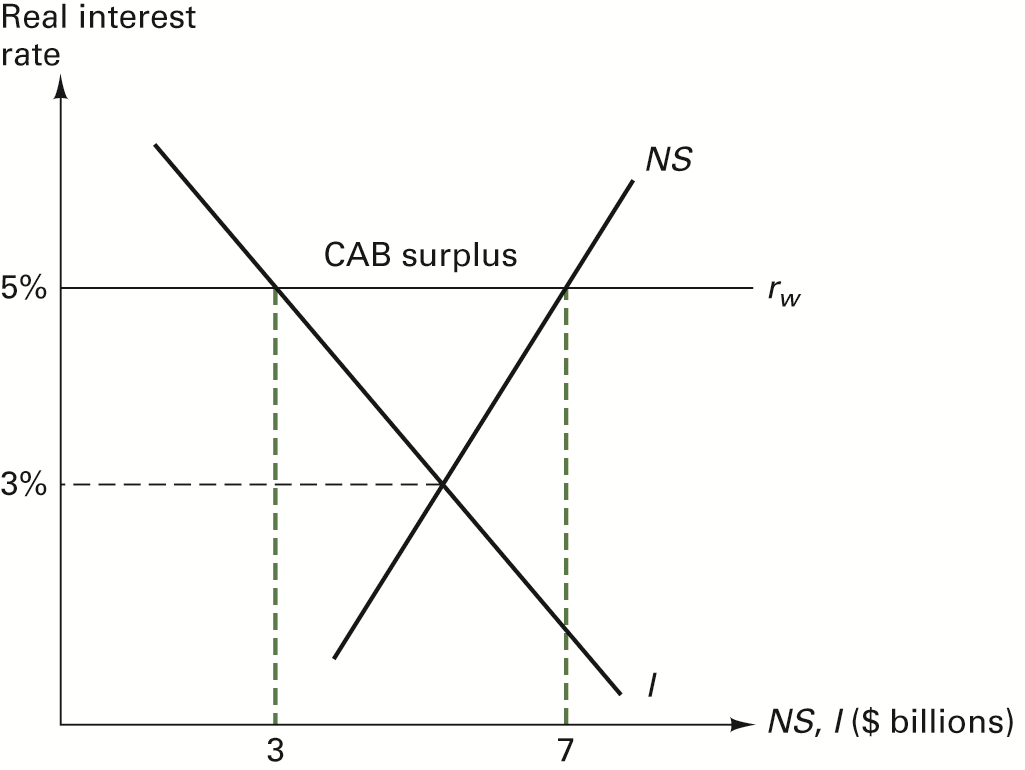 Real interest
rate
NS
CAB surplus
5%
r_w
3%
I
NS, I ($ billions)
3
7